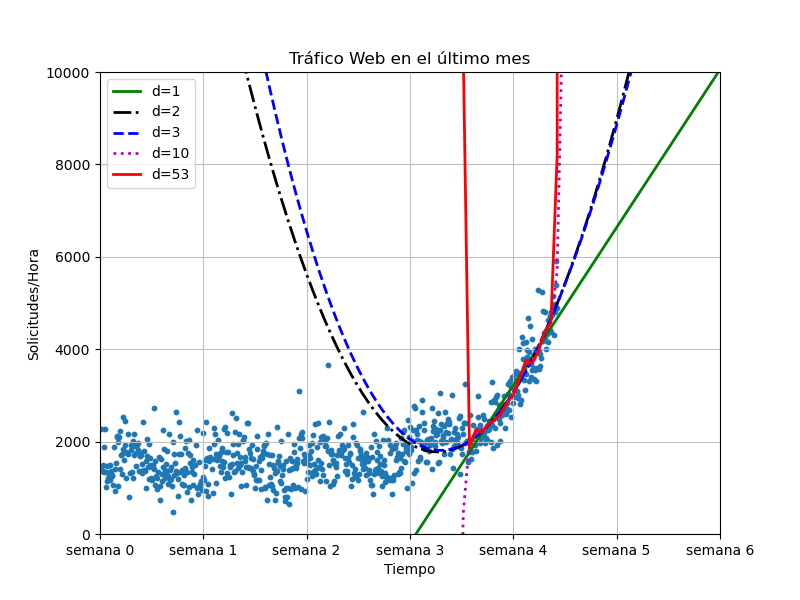 Tráfico Web en el último mes
10000
8000
6000
4000
2000
0
Solicitudes/Hora
d=1
d=2
d=3
d=10
d=53
semana 0 semana 1 semana 2 semana 3 semana 4 semana 5 semana 6
Tiempo